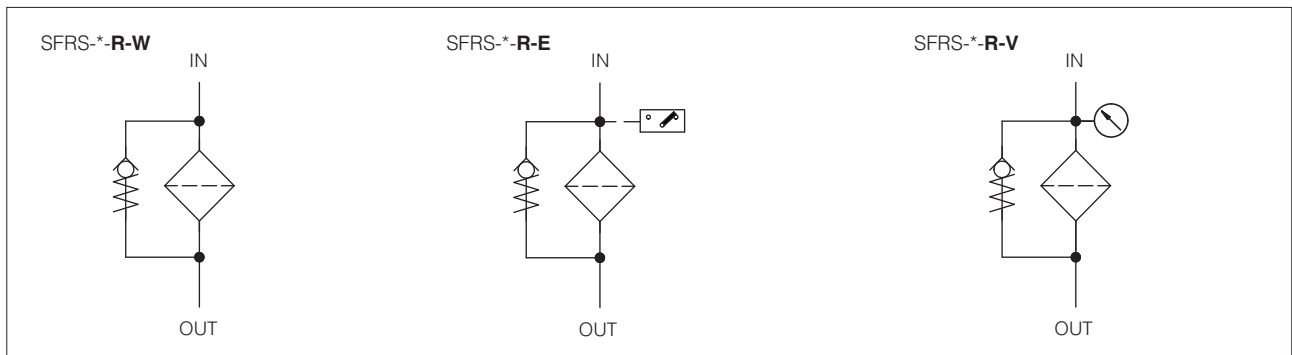 SFRS-*-R-W
IN
OUT
SFRS-*-R-E
IN
OUT
SFRS-*-R-V
IN
OUT